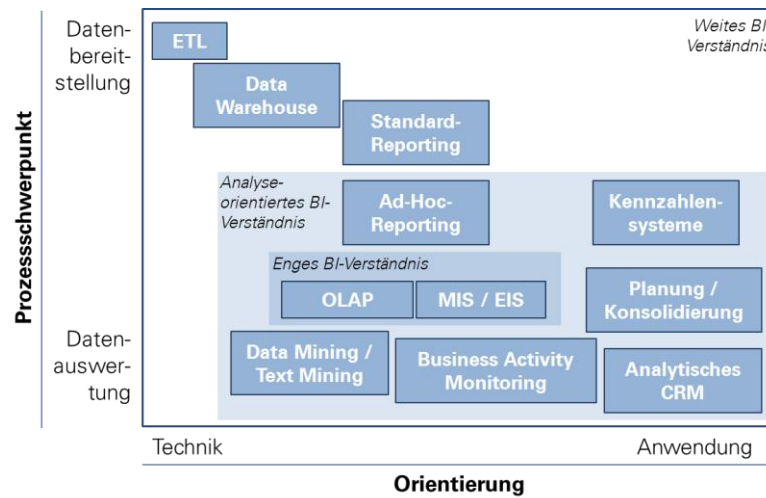 Prozessschwerpunkt
Daten-
bereit-
stellung
Daten-
auswer-
tung
ETL
Weites BI-
Verständnis
Data
Warehouse
Standard-
Reporting
Analyse-
orientiertes BI-
Verständnis
Ad-Hoc-
Reporting
Kennzahlen-
systeme
Enges BI-Verständnis
OLAP
MIS / EIS
Planung /
Konsolidierung
Data Mining /
Text Mining
Business Activity
Monitoring
Analytisches
CRM
Technik
Anwendung
Orientierung